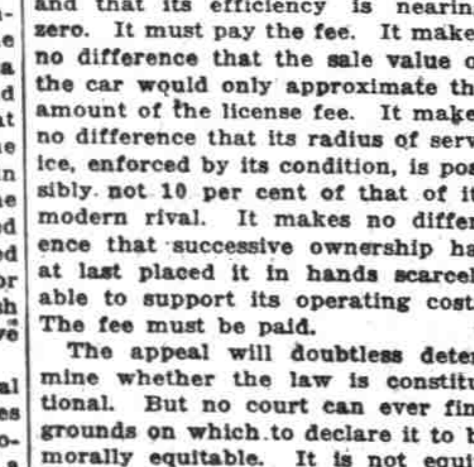 and that its efficiency is nearin
zero. It must pay the fee. It make
no difference that the sale value o
the car would only approximate th
amount of the license fee. It make
no difference that its radius of serv
ice, enforced by its condition, is pos
sibly not 10 per cent of that of it
modern rival. It makes no differ
ence that successive ownership ha
at last placed it in hands scarcel
able to support its operating cost
The fee must be paid.
The appeal will doubtless deter
mine whether the law is constitu
tional. But no court can ever fin
grounds on which to declare it to b
morally equitable. It is not equi